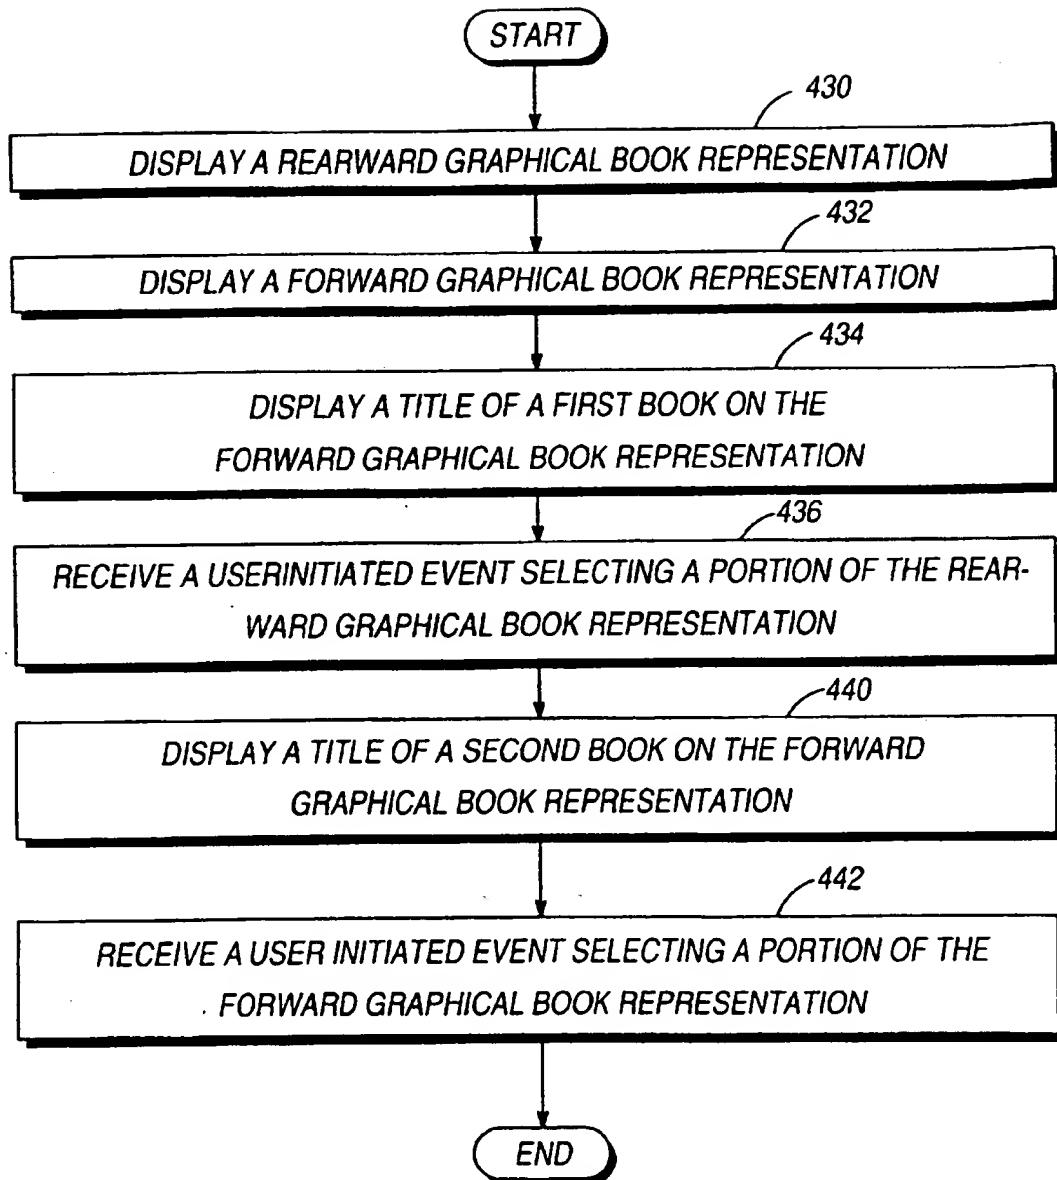 START
430
DISPLAY A REARWARD GRAPHICAL BOOK REPRESENTATION
432
DISPLAY A FORWARD GRAPHICAL BOOK REPRESENTATION
434
DISPLAY A TITLE OF A FIRST BOOK ON THE
FORWARD GRAPHICAL BOOK REPRESENTATION
436
RECEIVE A USERINITIATED EVENT SELECTING A PORTION OF THE REAR-
WARD GRAPHICAL BOOK REPRESENTATION
440
DISPLAY A TITLE OF A SECOND BOOK ON THE FORWARD
GRAPHICAL BOOK REPRESENTATION
442
RECEIVE A USER INITIATED EVENT SELECTING A PORTION OF THE
FORWARD GRAPHICAL BOOK REPRESENTATION
END